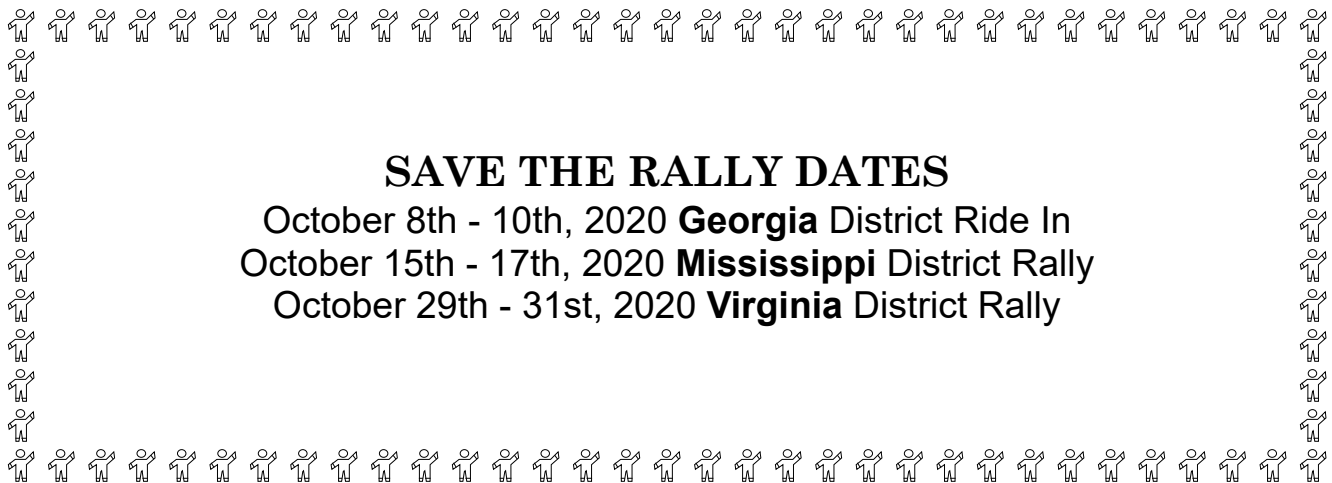 SAVE THE RALLY DATES
October 8th - 10th, 2020 Georgia District Ride In
October 15th - 17th, 2020 Mississippi District Rally
October 29th - 31st, 2020 Virginia District Rally